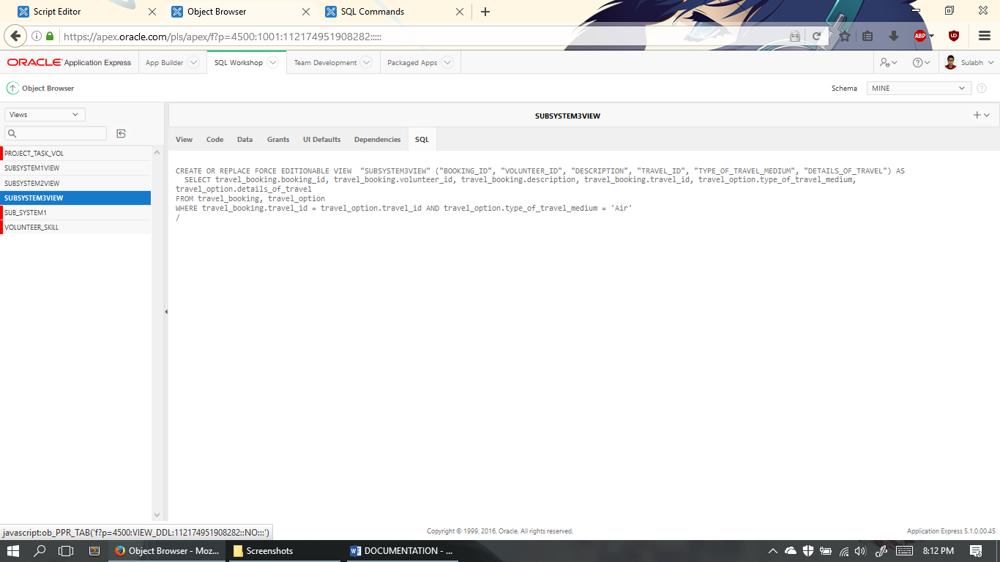 Script Editor
Object Browser
SQL Commands
https://apex.oracle.com/pls/apex/f?p=4500:1001:112174951908282:::::
ABP
ORACLE Application Express
App Builder
SQL Workshop
Team Development
Packaged Apps
Sulabh
Object Browser
Schema
MINE
Views
SUBSYSTEM3VIEW
View
Code
Data
Grants
UI Defaults
Dependencies
SQL
PROJECT_TASK_VOL
SUBSYSTEM1VIEW
SUBSYSTEM2VIEW
SUBSYSTEM3VIEW
SUB_SYSTEM1
VOLUNTEER_SKILL
CREATE OR REPLACE FORCE EDITIONABLE VIEW  "SUBSYSTEM3VIEW" ("BOOKING_ID", "VOLUNTEER_ID", "DESCRIPTION", "TRAVEL_ID", "TYPE_OF_TRAVEL_MEDIUM", "DETAILS_OF_TRAVEL") AS
SELECT travel_booking.booking_id, travel_booking.volunteer_id, travel_booking.description, travel_booking.travel_id, travel_option.type_of_travel_medium,
travel_option.details_of_travel
FROM travel_booking, travel_option
WHERE travel_booking.travel_id = travel_option.travel_id AND travel_option.type_of_travel_medium = 'Air'
/
javascript:ob_PPR_TAB('f?p=4500:VIEW_DDL:112174951908282::NO:::')
Copyright © 1999, 2016, Oracle. All rights reserved.
Application Express 5.1.0.00.45
Object Browser - Moz...
Screenshots
DOCUMENTATION - ...
8:12 PM